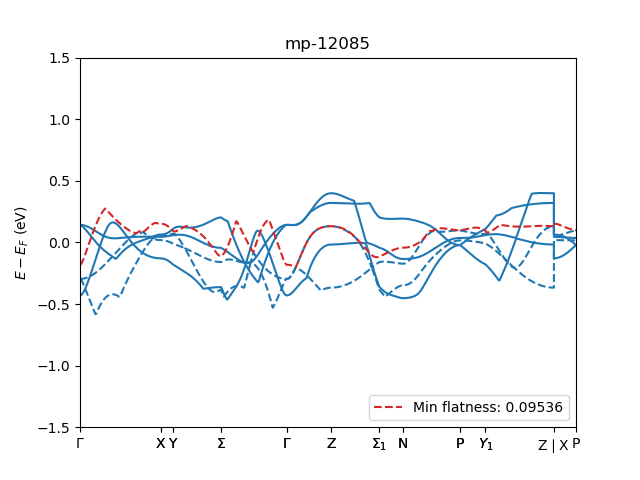 mp-12085
1.5
1.0
0.5
0.0
−0.5
−1.0
−1.5
E − E_F (eV)
Min flatness: 0.09536
Γ X Y Σ Γ Z Σ₁ N P Y₁ Z | X P